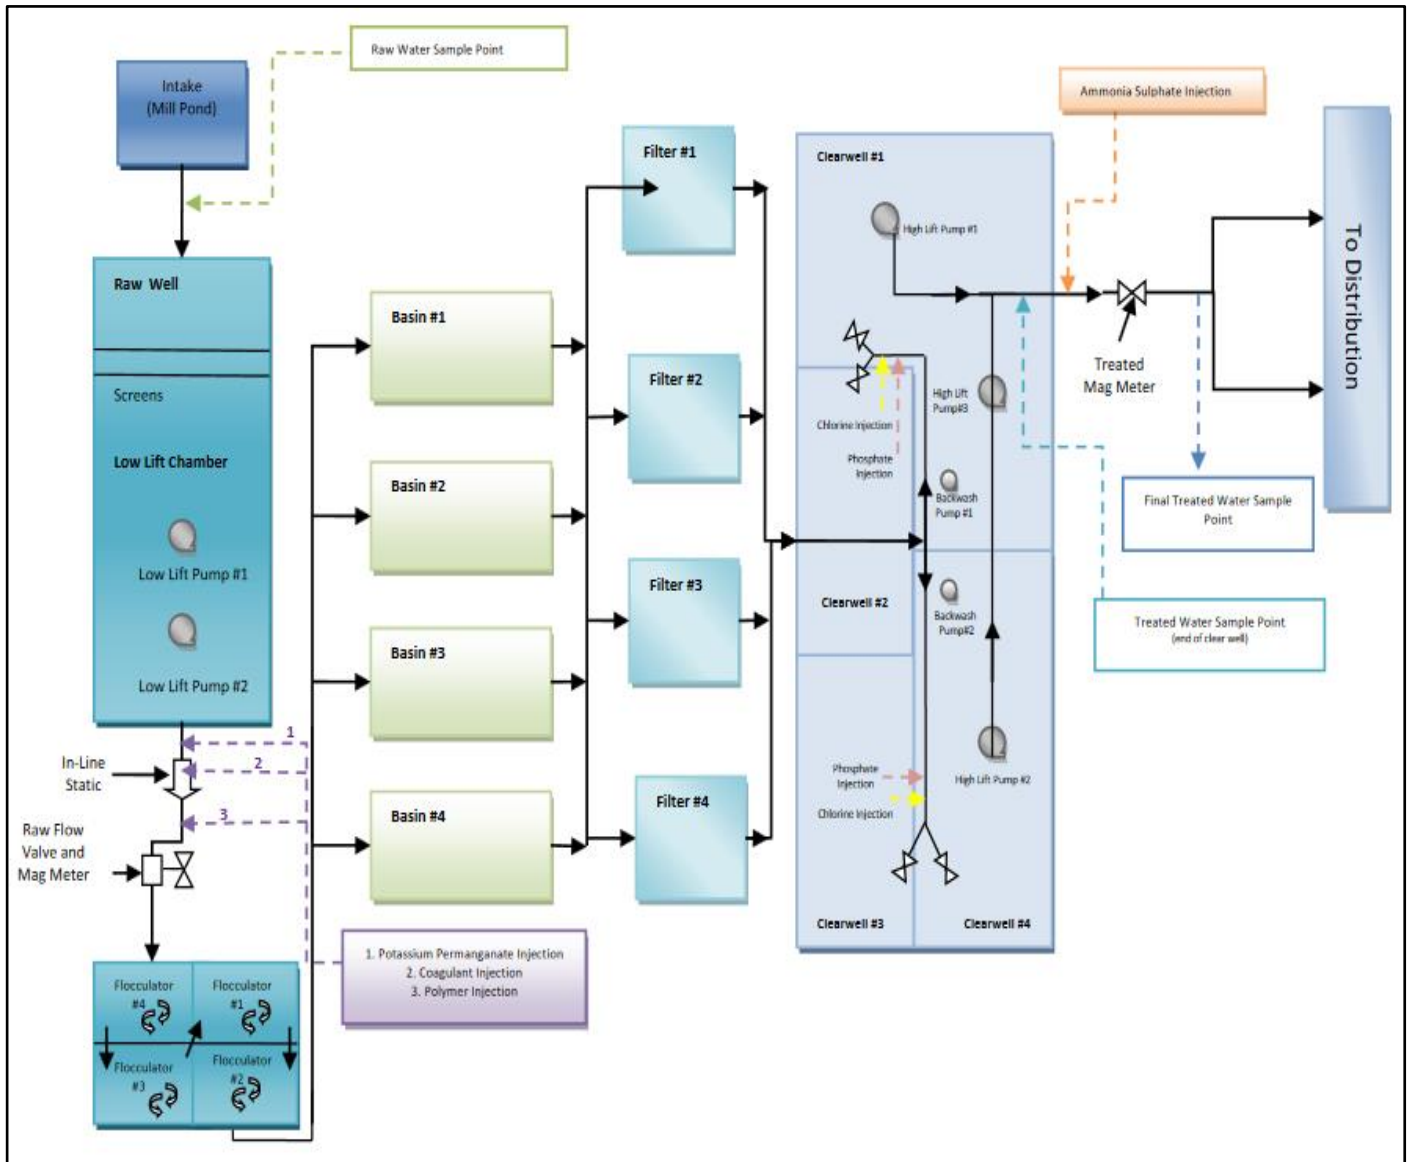 Raw Water Sample Point
Intake
(Mill Pond)
Ammonia Sulphate Injection
Filter #1
Clearwell #1
High Lift Pump #1
To Distribution
Raw  Well
Basin #1
Treated
Mag Meter
Filter #2
Screens
High Lift
Pump#3
Chlorine Injection
Low Lift Chamber
Phosphate
Injection
Basin #2
Backwash
Pump #1
Final Treated Water Sample
Point
Low Lift Pump #1
Filter #3
Clearwell #2
Backwash
Pump#2
Treated Water Sample Point
(end of clear well)
Basin #3
Low Lift Pump #2
1
In-Line
Static
2
Phosphate
Injection
High Lift Pump #2
Filter #4
Basin #4
3
Chlorine Injection
Raw Flow
Valve and
Mag Meter
Clearwell #3
Clearwell #4
1. Potassium Permanganate Injection
2. Coagulant Injection
3. Polymer Injection
Flocculator
#4
Flocculator
#1
Flocculator
#3
Flocculator
#2